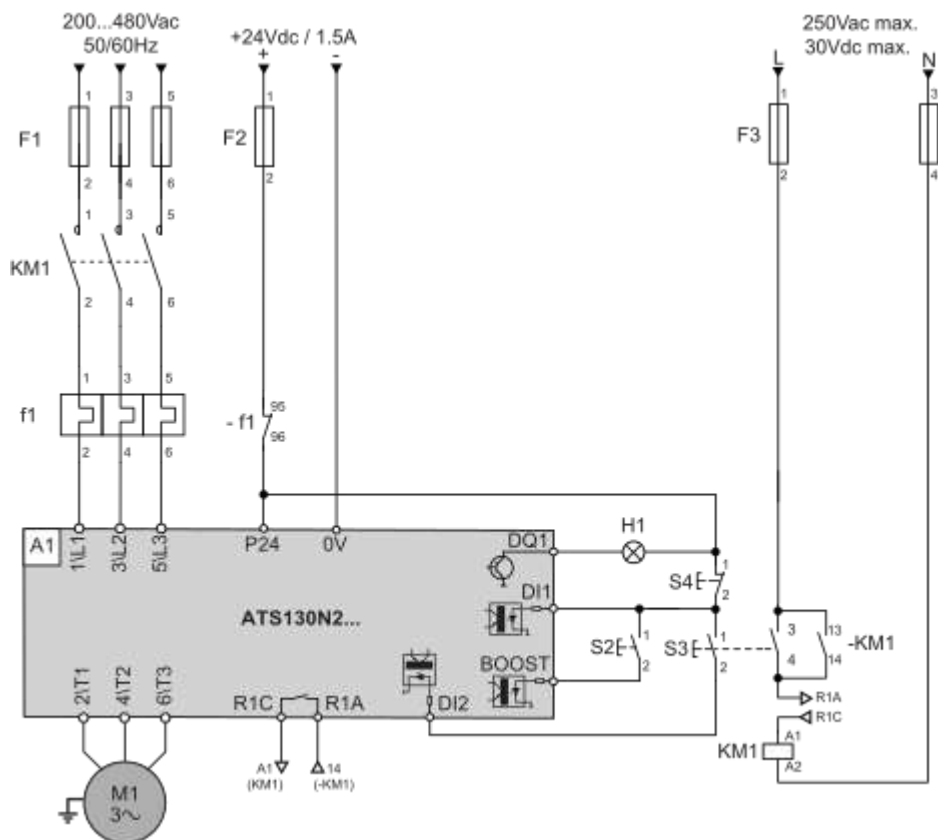 200...480Vac
50/60Hz
+24Vdc / 1.5A
+ -
250Vac max.
30Vdc max.
L N
F1 1 3 5
2 4 6
F2 1
2
F3 1 3
2 4
KM1 1 3 5
2 4 6
f1 1 3 5
2 4 6
- f1 95
96
A1
1\L1 3\L2 5\L3 P24 0V
DQ1 H1
DI1
S4 1
2
ATS130N2...
BOOST
S2 1
2
S3 1
2
3
4
13
14
-KM1
2\T1 4\T2 6\T3
R1C R1A DI2
R1A
R1C
KM1 A1
A2
A1
(KM1)
14
(-KM1)
M1
3~